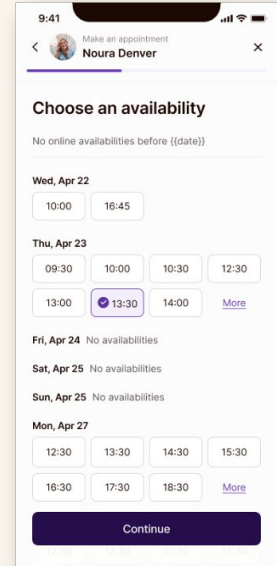 9:41
Make an appointment
Noura Denver
Choose an availability
No online availabilities before {{date}}
Wed, Apr 22
10:00 16:45
Thu, Apr 23
09:30 10:00 10:30 12:30
13:00 13:30 14:00 More
Fri, Apr 24 No availabilities
Sat, Apr 25 No availabilities
Sun, Apr 25 No availabilities
Mon, Apr 27
12:30 13:30 14:30 15:30
16:30 17:30 18:30 More
Continue